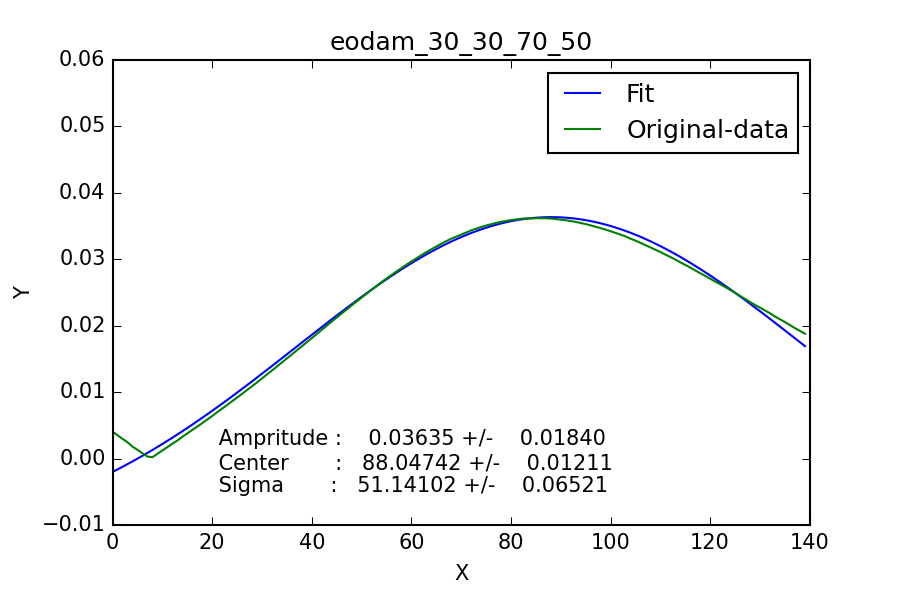 eodam_30_30_70_50
0.06
0.05
0.04
0.03
0.02
0.01
0.00
−0.01
Y
Fit
Original-data
Ampritude : 0.03635 +/- 0.01840
Center : 88.04742 +/- 0.01211
Sigma : 51.14102 +/- 0.06521
0 20 40 60 80 100 120 140
X